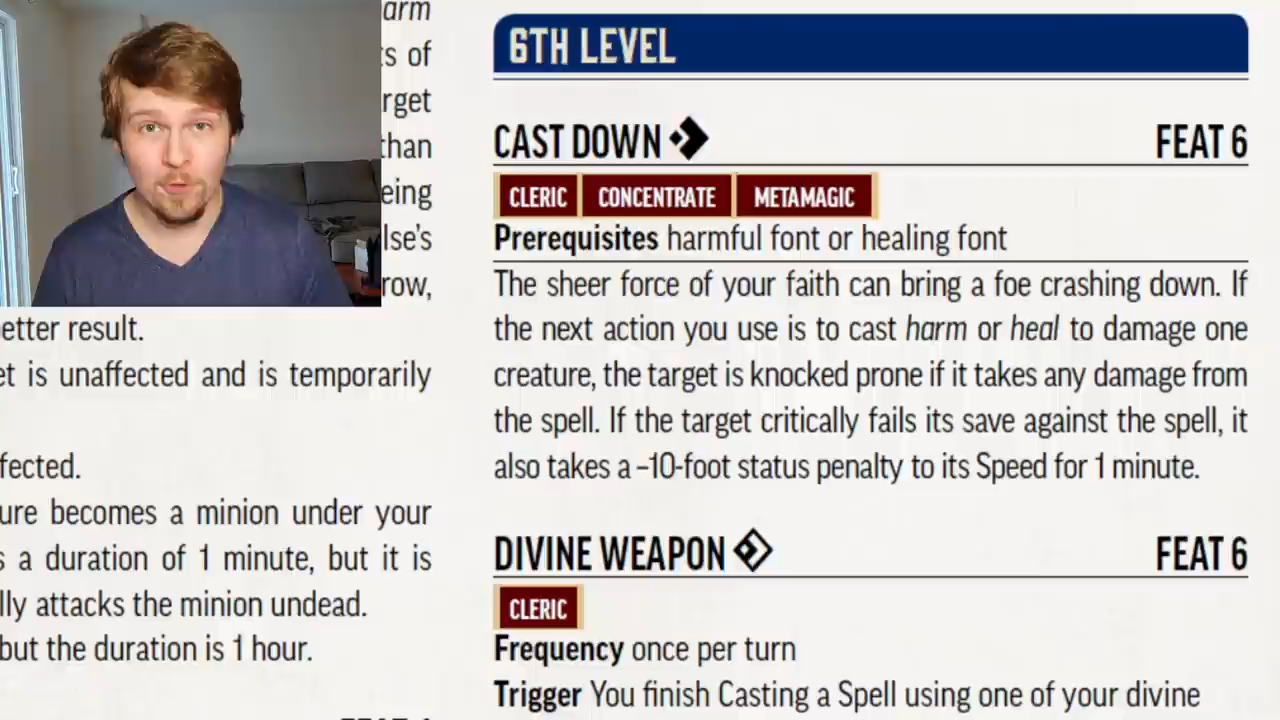 arm
s of
rget
than
eing
lse's
row,
etter result.
et is unaffected and is temporarily
fected.
ure becomes a minion under your
s a duration of 1 minute, but it is
lly attacks the minion undead.
but the duration is 1 hour.
6TH LEVEL
CAST DOWN FEAT 6
CLERIC CONCENTRATE METAMAGIC
Prerequisites harmful font or healing font
The sheer force of your faith can bring a foe crashing down. If
the next action you use is to cast harm or heal to damage one
creature, the target is knocked prone if it takes any damage from
the spell. If the target critically fails its save against the spell, it
also takes a –10-foot status penalty to its Speed for 1 minute.
DIVINE WEAPON FEAT 6
CLERIC
Frequency once per turn
Trigger You finish Casting a Spell using one of your divine